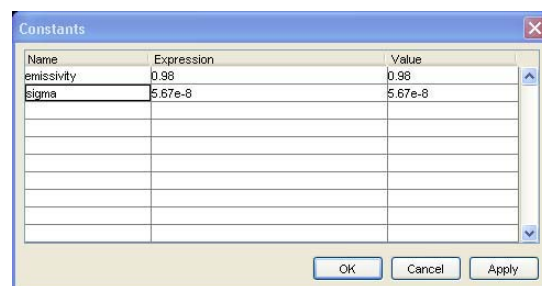 Constants
Name Expression Value
emissivity 0.98 0.98
sigma 5.67e-8 5.67e-8
OK Cancel Apply